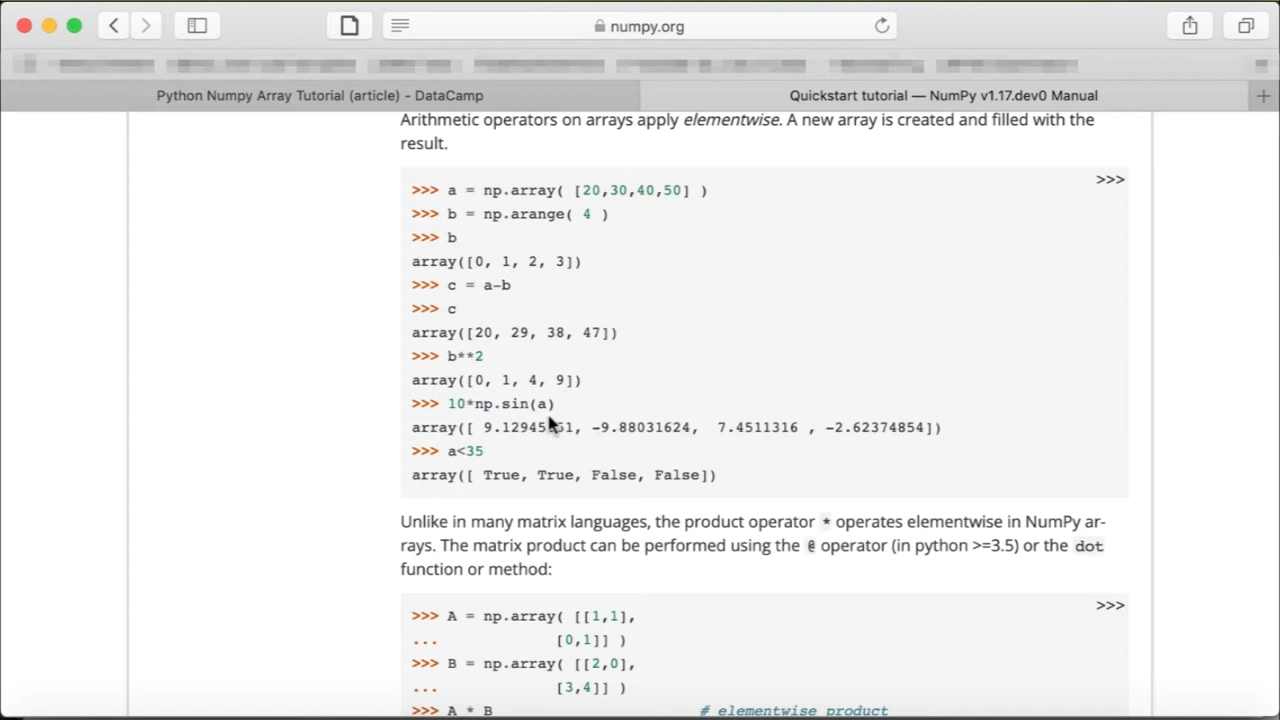 numpy.org
Python Numpy Array Tutorial (article) - DataCamp
Quickstart tutorial — NumPy v1.17.dev0 Manual
Arithmetic operators on arrays apply elementwise. A new array is created and filled with the
result.
>>>
>>> a = np.array( [20,30,40,50] )
>>> b = np.arange( 4 )
>>> b
array([0, 1, 2, 3])
>>> c = a-b
>>> c
array([20, 29, 38, 47])
>>> b**2
array([0, 1, 4, 9])
>>> 10*np.sin(a)
array([ , -9.88031624, 7.4511316 , -2.62374854])
>>> a<35
array([ True, True, False, False])
Unlike in many matrix languages, the product operator * operates elementwise in NumPy ar-
rays. The matrix product can be performed using the @ operator (in python >=3.5) or the dot
function or method:
>>>
>>> A = np.array( [[1,1],
... [0,1]] )
>>> B = np.array( [[2,0],
... [3,4]] )
>>> A * B # elementwise product